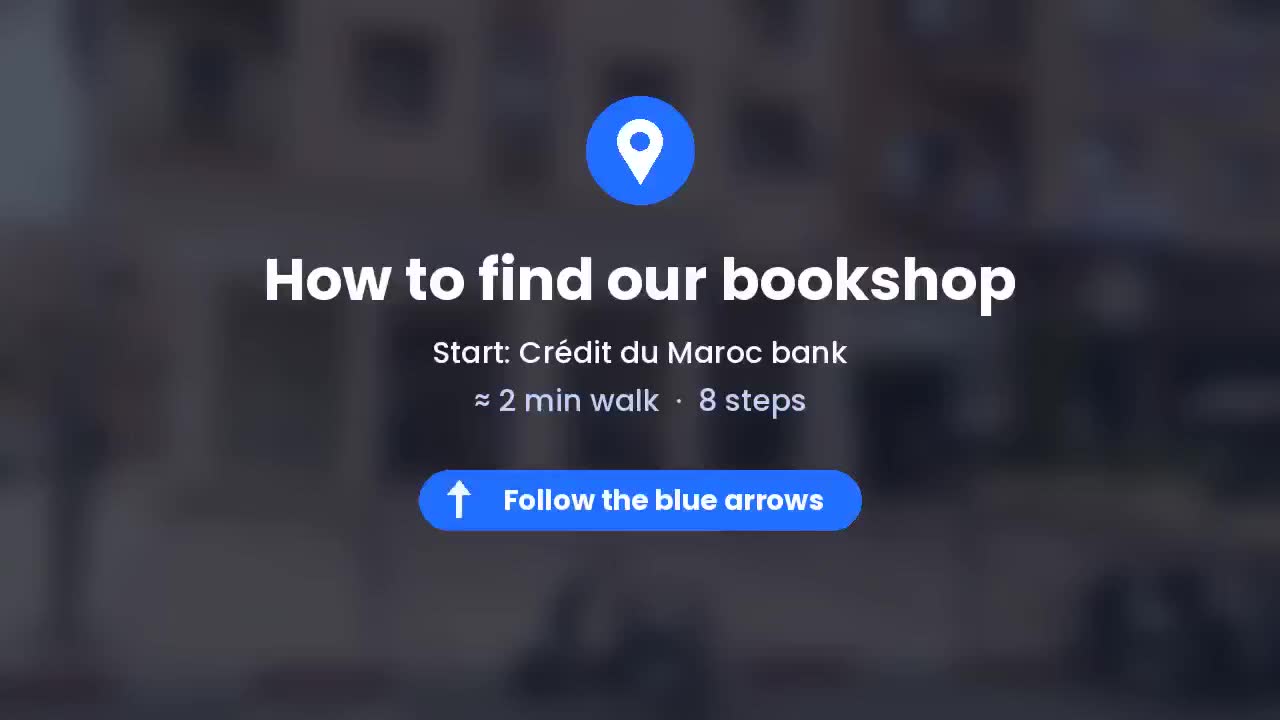 How to find our bookshop
Start: Crédit du Maroc bank
≈ 2 min walk · 8 steps
Follow the blue arrows